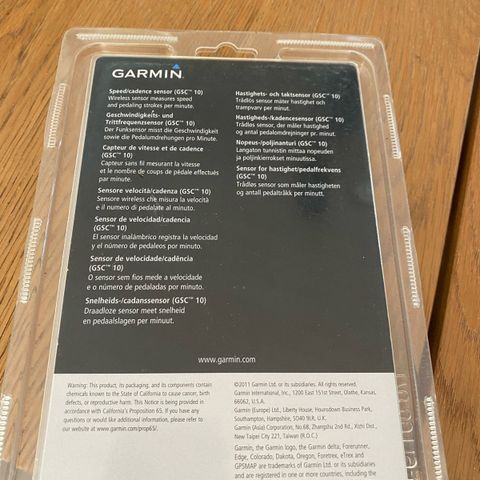 GARMIN
Speed/cadence sensor (GSC™ 10)
Wireless sensor measures speed
and pedaling strokes per minute.
Geschwindigkeits- und
Trittfrequenzsensor (GSC™ 10)
Der Funksensor misst die Geschwindigkeit
sowie die Pedalumdrehungen pro Minute.
Capteur de vitesse et de cadence
(GSC™ 10)
Capteur sans fil mesurant la vitesse
et le nombre de coups de pédale effectués
par minute.
Sensore velocità/cadenza (GSC™ 10)
Sensore wireless che misura la velocità
e il numero di pedalate al minuto.
Sensor de velocidad/cadencia
(GSC™ 10)
El sensor inalámbrico registra la velocidad
y el número de pedaleos por minuto.
Sensor de velocidade/cadência
(GSC™ 10)
O sensor sem fios mede a velocidade
e o número de pedaladas por minuto.
Snelheids-/cadanssensor (GSC™ 10)
Draadloze sensor meet snelheid
en pedaalslagen per minuut.
Hastighets- och taktsensor (GSC™ 10)
Trådlös sensor mäter hastighet och
trampvarv per minut.
Hastigheds-/kadencesensor (GSC™ 10)
Trådløs sensor, der måler hastighed
og antal pedalomdrejninger pr. minut.
Nopeus-/poljinanturi (GSC™ 10)
Langaton tunnistin mittaa nopeuden
ja poljinkierrokset minuutissa.
Sensor for hastighet/pedalfrekvens
(GSC™ 10)
Trådløs sensor som måler hastigheten
og antall pedaltråkk per minutt.
www.garmin.com
Warning: This product, its packaging, and its components contain
chemicals known to the State of California to cause cancer, birth
defects, or reproductive harm. This Notice is being provided in
accordance with California's Proposition 65. If you have any
questions or would like additional information, please refer to
our website at www.garmin.com/prop65/.
©2011 Garmin Ltd. or its subsidiaries. All rights reserved.
Garmin International, Inc., 1200 East 151st Street, Olathe, Kansas,
66062, U.S.A.
Garmin (Europe) Ltd., Liberty House, Hounsdown Business Park,
Southampton, Hampshire, SO40 9LR, U.K.
Garmin (Asia) Corporation, No.68, Zhangshu 2nd Rd., Xizhi Dist.,
New Taipei City 221, Taiwan (R.O.C.)
Garmin, the Garmin logo, the Garmin delta, Forerunner,
Edge, Colorado, Dakota, Oregon, Foretrex, eTrex and
GPSMAP are trademarks of Garmin Ltd. or its subsidiaries
and are registered in one or more countries, including the